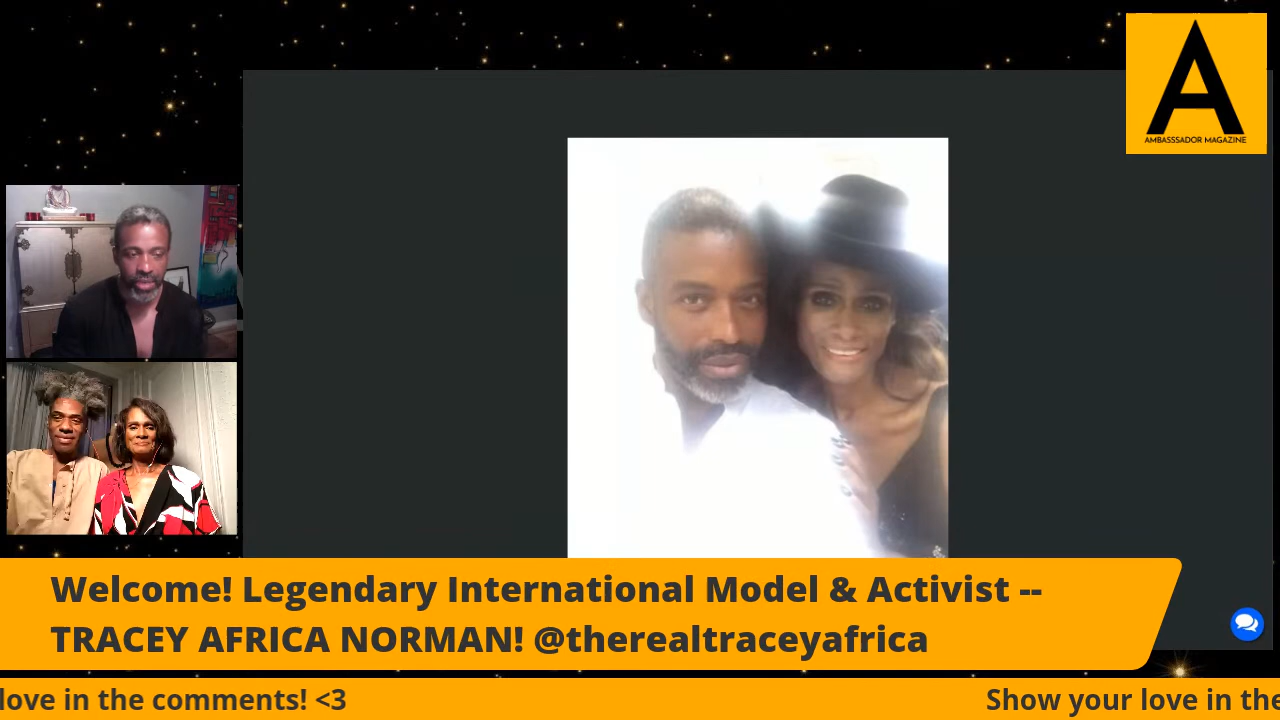 A
AMBASSSADOR MAGAZINE
Welcome! Legendary International Model & Activist --
TRACEY AFRICA NORMAN! @therealtraceyafrica
love in the comments! <3
Show your love in the